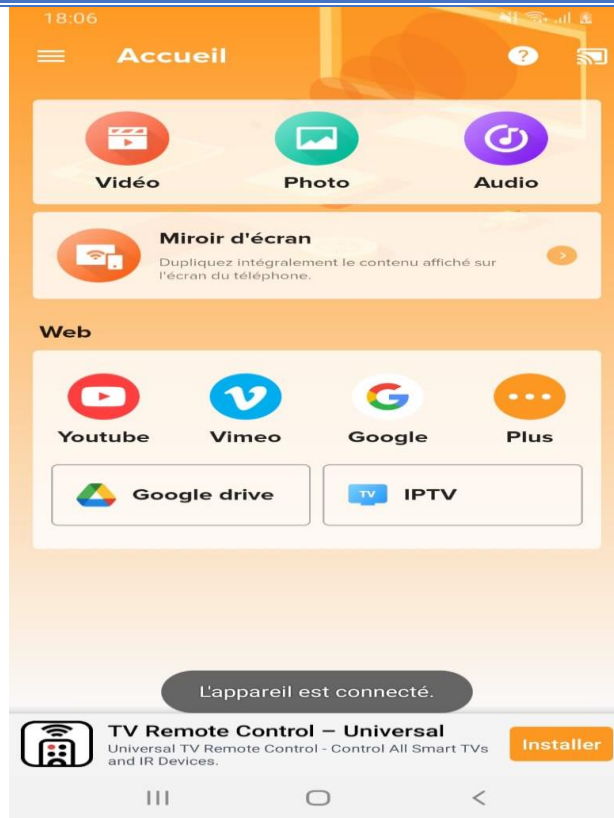 18:06
Accueil
?
Vidéo
Photo
Audio
Miroir d'écran
Dupliquez intégralement le contenu affiché sur
l'écran du téléphone.
Web
Youtube
Vimeo
Google
Plus
Google drive
TV
IPTV
L'appareil est connecté.
TV Remote Control – Universal
Universal TV Remote Control - Control All Smart TVs
and IR Devices.
Installer